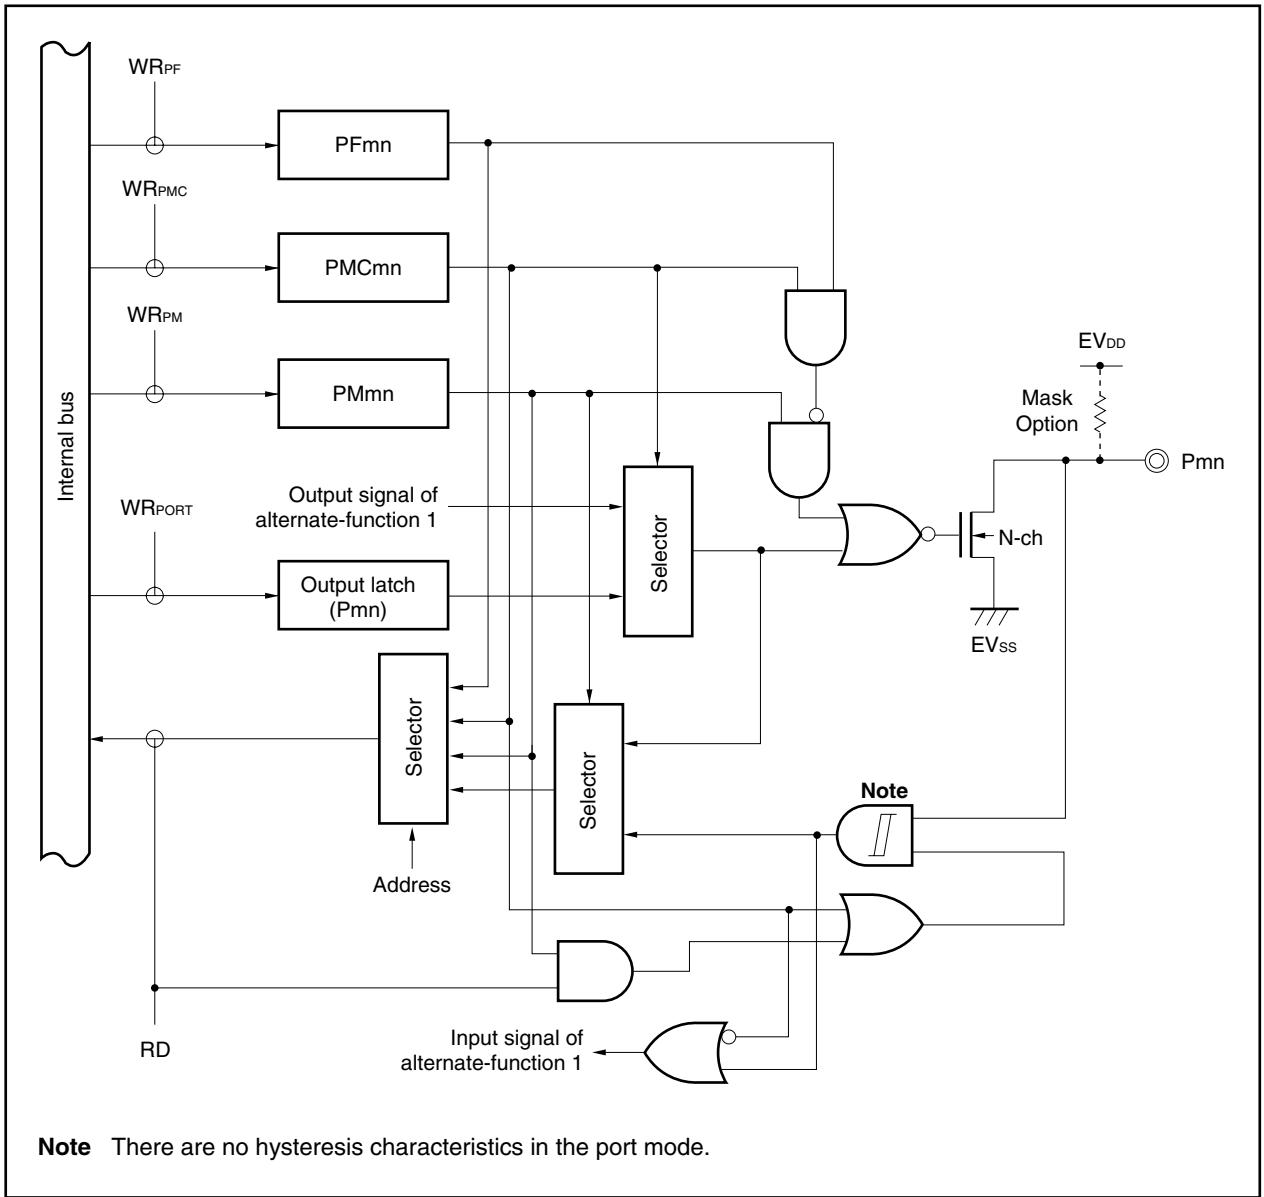 WRPF
PFmn
WRPMC
PMCmn
WRPM
PMmn
EVDD
Mask
Option
Pmn
Internal bus
WRPORT
Output signal of
alternate-function 1
Selector
N-ch
Output latch
(Pmn)
EVSS
Selector
Selector
Note
Address
RD
Input signal of
alternate-function 1
Note There are no hysteresis characteristics in the port mode.